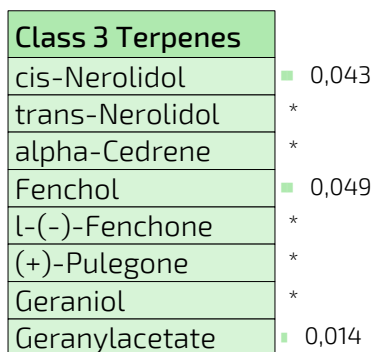 Class 3 Terpenes
cis-Nerolidol 0,043
trans-Nerolidol *
alpha-Cedrene *
Fenchol 0,049
l-(-)-Fenchone *
(+)-Pulegone *
Geraniol *
Geranylacetate 0,014